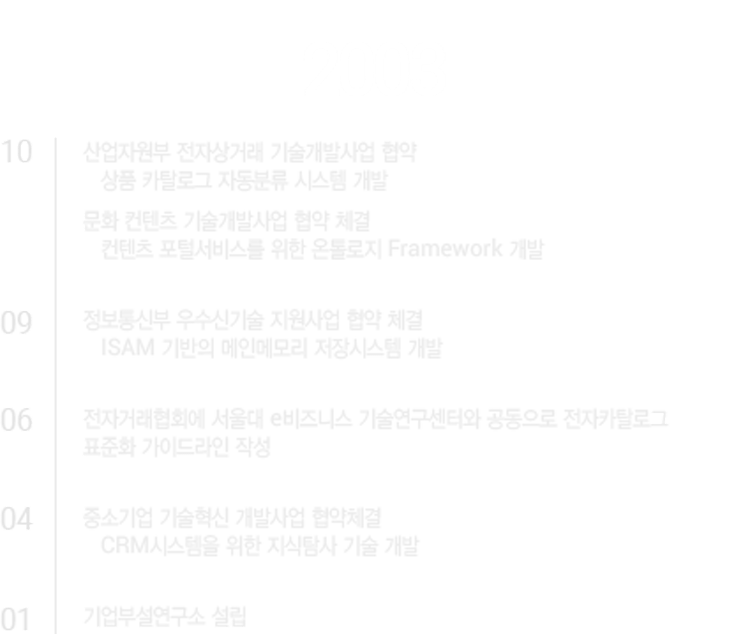 10
산업자원부 전자상거래 기술개발사업 협약
상품 카탈로그 자동분류 시스템 개발
문화 컨텐츠 기술개발사업 협약 체결
컨텐츠 포털서비스를 위한 온톨로지 Framework 개발
09
정보통신부 우수신기술 지원사업 협약 체결
ISAM 기반의 메인메모리 저장시스템 개발
06
전자거래협회에 서울대 e비즈니스 기술연구센터와 공동으로 전자카탈로그
표준화 가이드라인 작성
04
중소기업 기술혁신 개발사업 협약체결
CRM시스템을 위한 지식탐사 기술 개발
01
기업부설연구소 설립